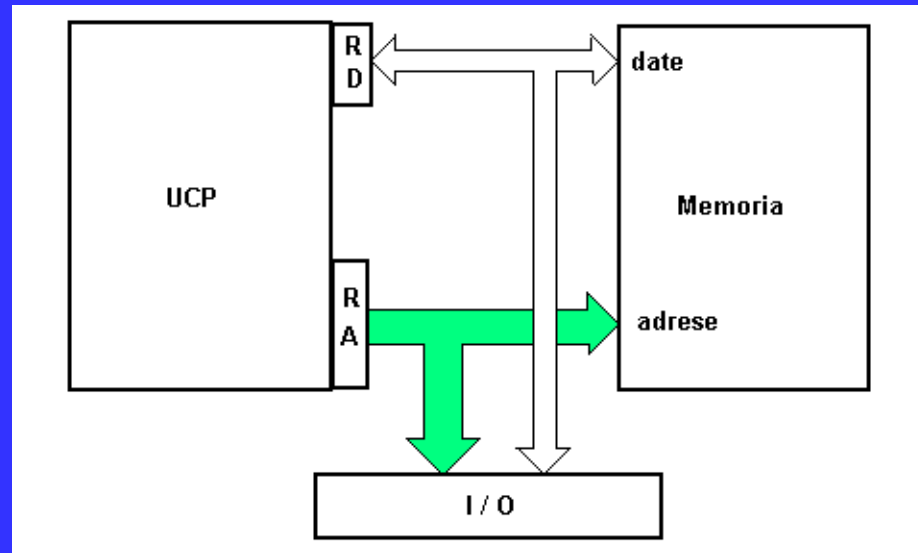 R
D
date
UCP
Memoria
R
A
adrese
I / O